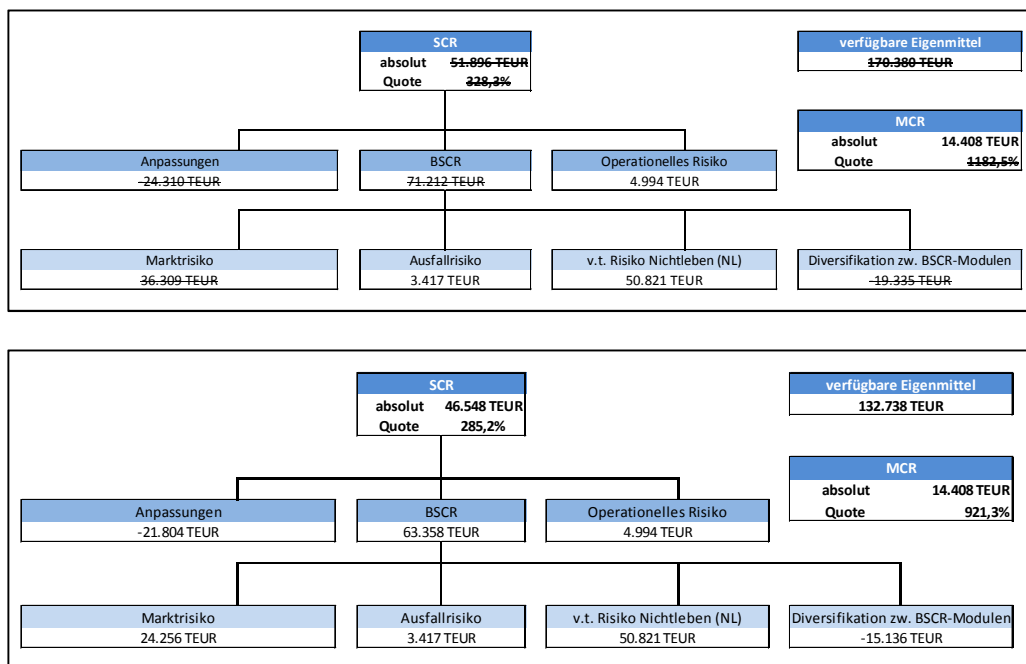 SCR
absolut 51.896 TEUR
Quote 328,3%
verfügbare Eigenmittel
170.380 TEUR
MCR
absolut 14.408 TEUR
Quote 1182,5%
Anpassungen
-24.310 TEUR
BSCR
71.212 TEUR
Operationelles Risiko
4.994 TEUR
Marktrisiko
36.309 TEUR
Ausfallrisiko
3.417 TEUR
v.t. Risiko Nichtleben (NL)
50.821 TEUR
Diversifikation zw. BSCR-Modulen
-19.335 TEUR
SCR
absolut 46.548 TEUR
Quote 285,2%
verfügbare Eigenmittel
132.738 TEUR
MCR
absolut 14.408 TEUR
Quote 921,3%
Anpassungen
-21.804 TEUR
BSCR
63.358 TEUR
Operationelles Risiko
4.994 TEUR
Marktrisiko
24.256 TEUR
Ausfallrisiko
3.417 TEUR
v.t. Risiko Nichtleben (NL)
50.821 TEUR
Diversifikation zw. BSCR-Modulen
-15.136 TEUR